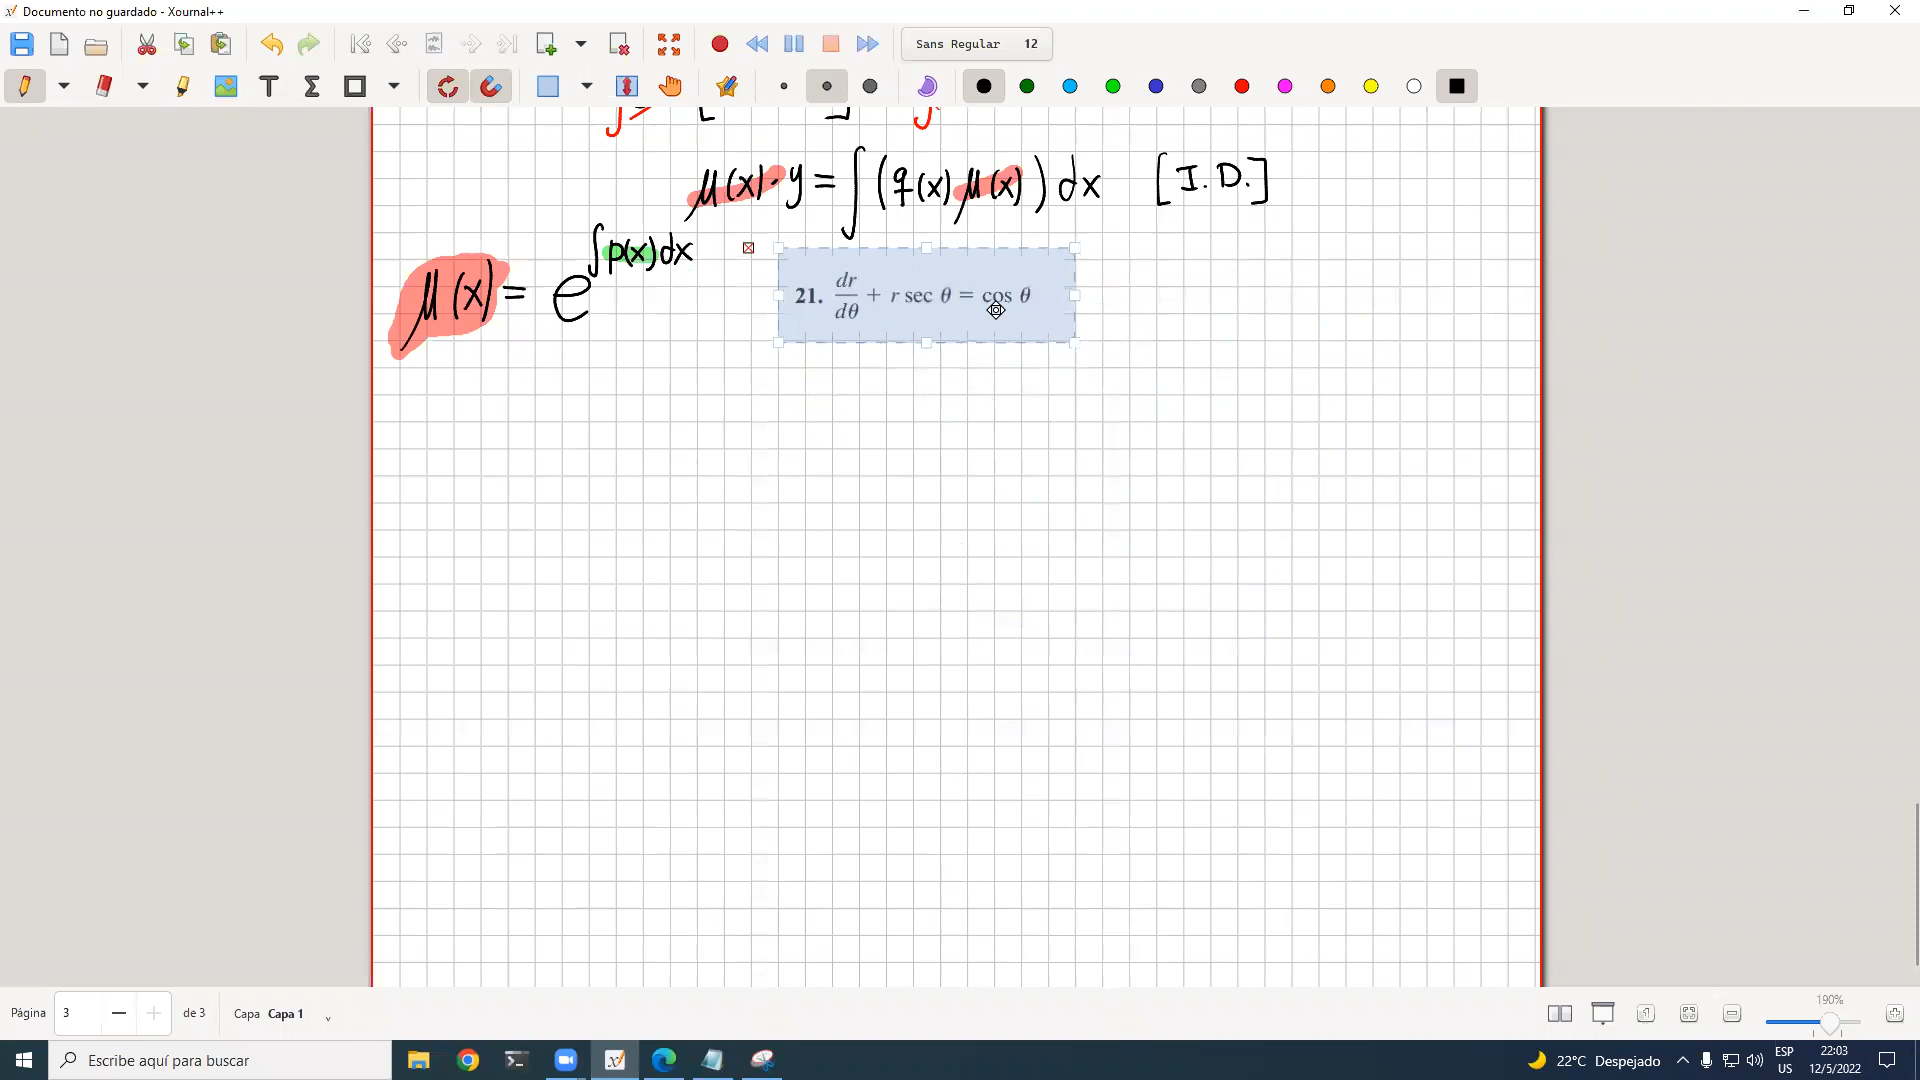 Documento no guardado - Xournal++
Sans Regular 12
μ(x)·y = ∫(q(x) μ(x)) dx [I.D.]
μ(x) = e^∫p(x)dx
21. dr/dθ + r sec θ = cos θ
Página 3 de 3 Capa Capa 1
190%
Escribe aquí para buscar
22°C Despejado
ESP
US
22:03
12/5/2022